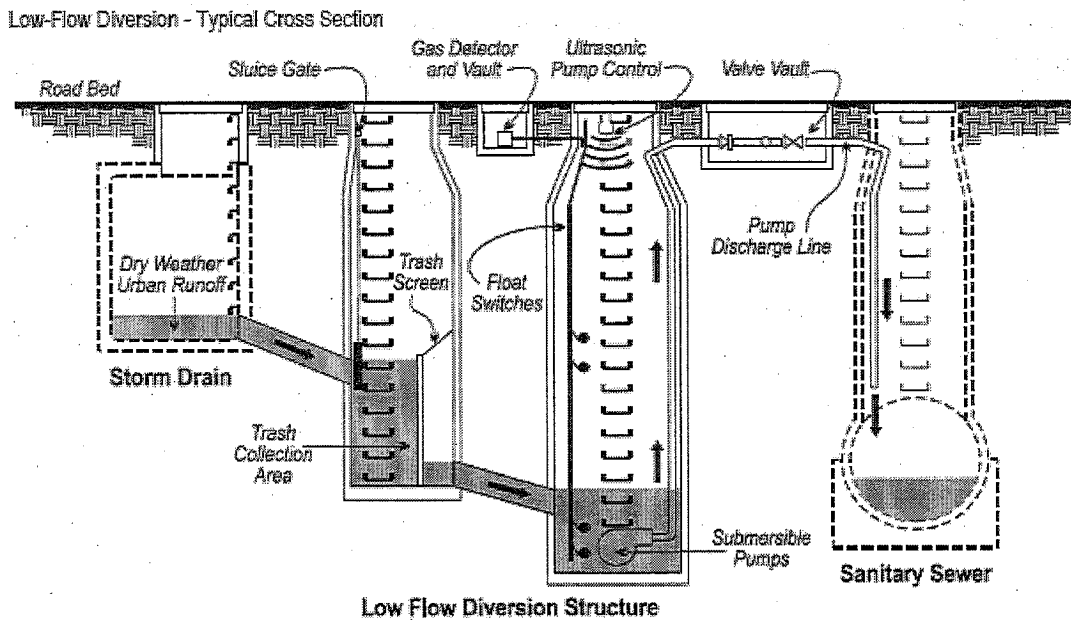 Low-Flow Diversion - Typical Cross Section
Road Bed
Sluice Gate
Gas Detector
and Vault
Ultrasonic
Pump Control
Valve Vault
Dry Weather
Urban Runoff
Storm Drain
Trash
Screen
Float
Switches
Pump
Discharge Line
Trash
Collection
Area
Submersible
Pumps
Sanitary Sewer
Low Flow Diversion Structure